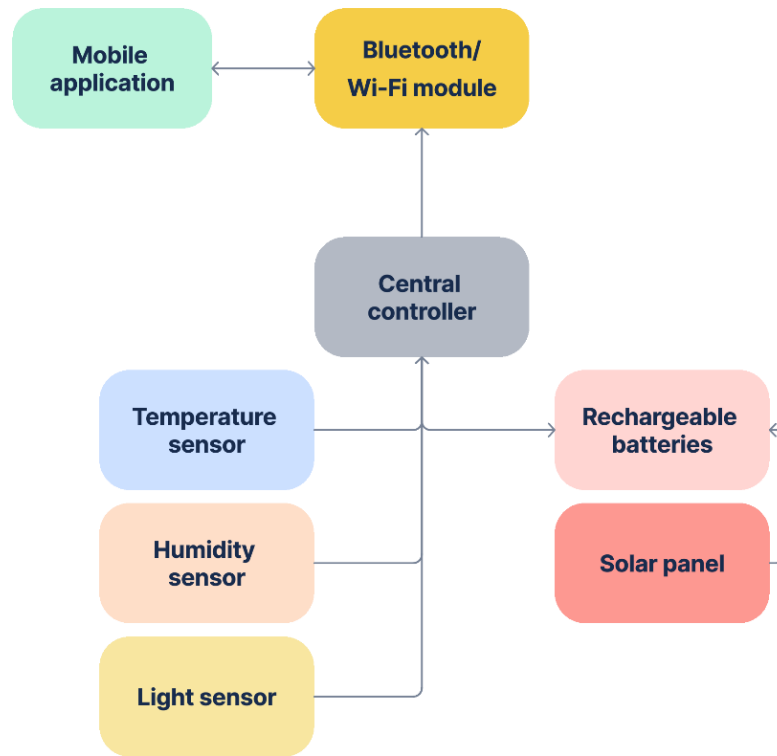 Mobile
application
Bluetooth/
Wi-Fi module
Central
controller
Temperature
sensor
Rechargeable
batteries
Humidity
sensor
Solar panel
Light sensor